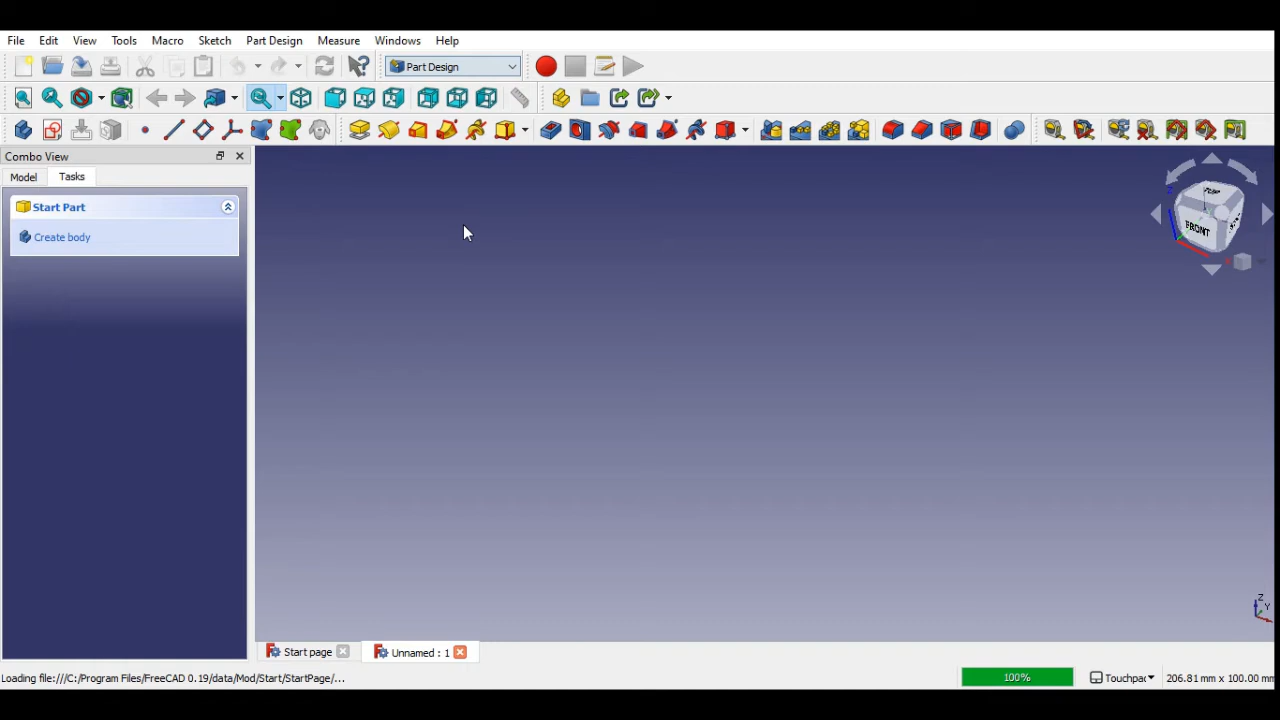 File Edit View Tools Macro Sketch Part Design Measure Windows Help
Part Design
Combo View
Model Tasks
Start Part
Create body
FRONT
Z
Z
Y
Start page Unnamed : 1
Loading file:///C:/Program Files/FreeCAD 0.19/data/Mod/Start/StartPage/... 100% Touchpad 206.81 mm x 100.00 mm